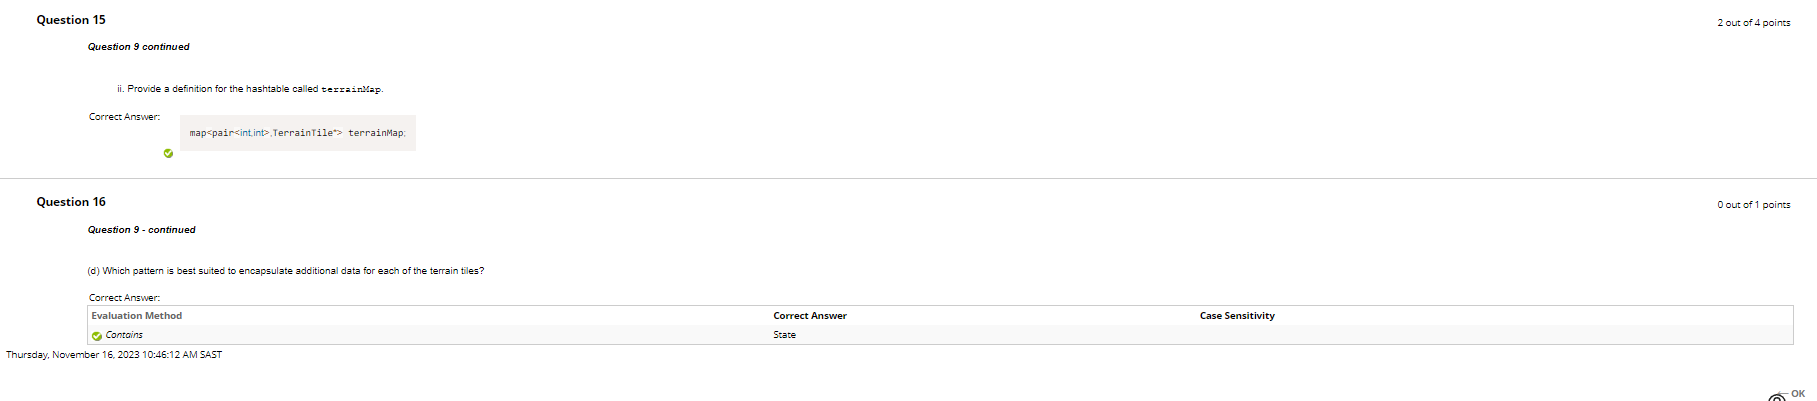 Question 15
2 out of 4 points
Question 9 continued
ii. Provide a definition for the hashtable called terrainMap.
Correct Answer:
map<pair<int,int>,TerrainTile*> terrainMap;
Question 16
0 out of 1 points
Question 9 - continued
(d) Which pattern is best suited to encapsulate additional data for each of the terrain tiles?
Correct Answer:
Evaluation Method Correct Answer Case Sensitivity
Contains State
Thursday, November 16, 2023 10:46:12 AM SAST
← OK